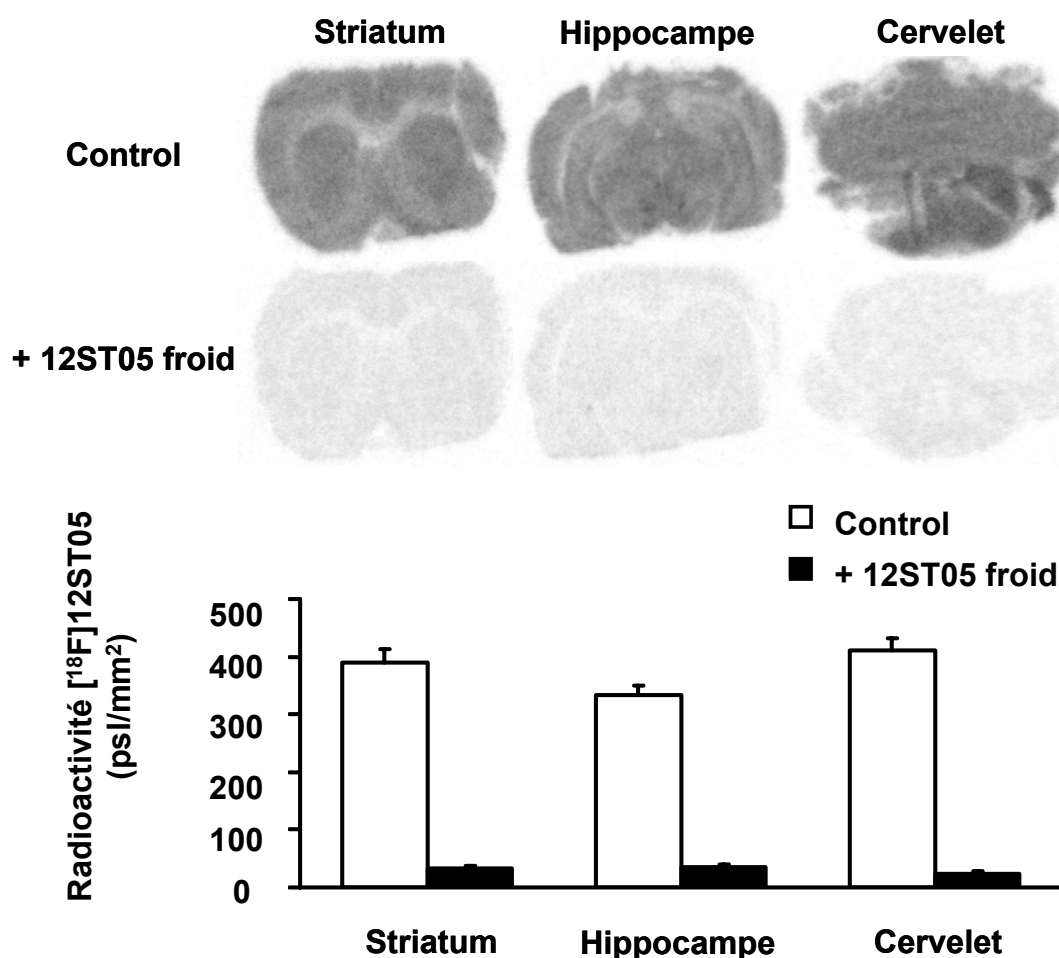 Striatum Hippocampe Cervelet
Control
+ 12ST05 froid
Control
+ 12ST05 froid
Radioactivité [¹⁸F]12ST05
(psl/mm²)
500
400
300
200
100
0
Striatum Hippocampe Cervelet